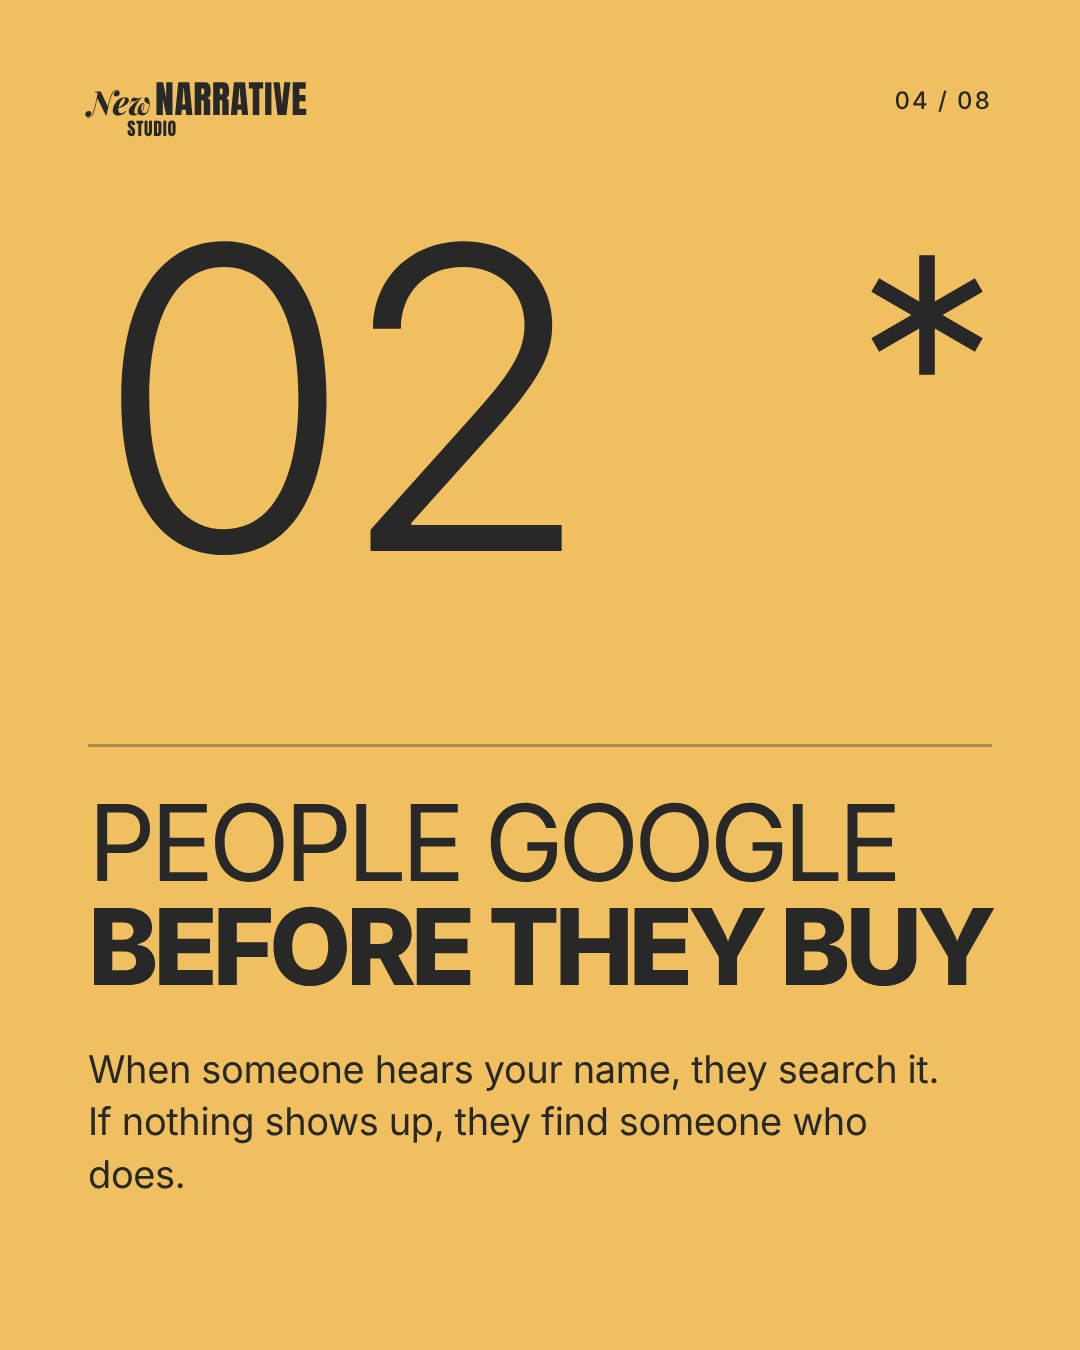 New NARRATIVE
STUDIO
04 / 08
02
*
PEOPLE GOOGLE
BEFORE THEY BUY
When someone hears your name, they search it.
If nothing shows up, they find someone who
does.